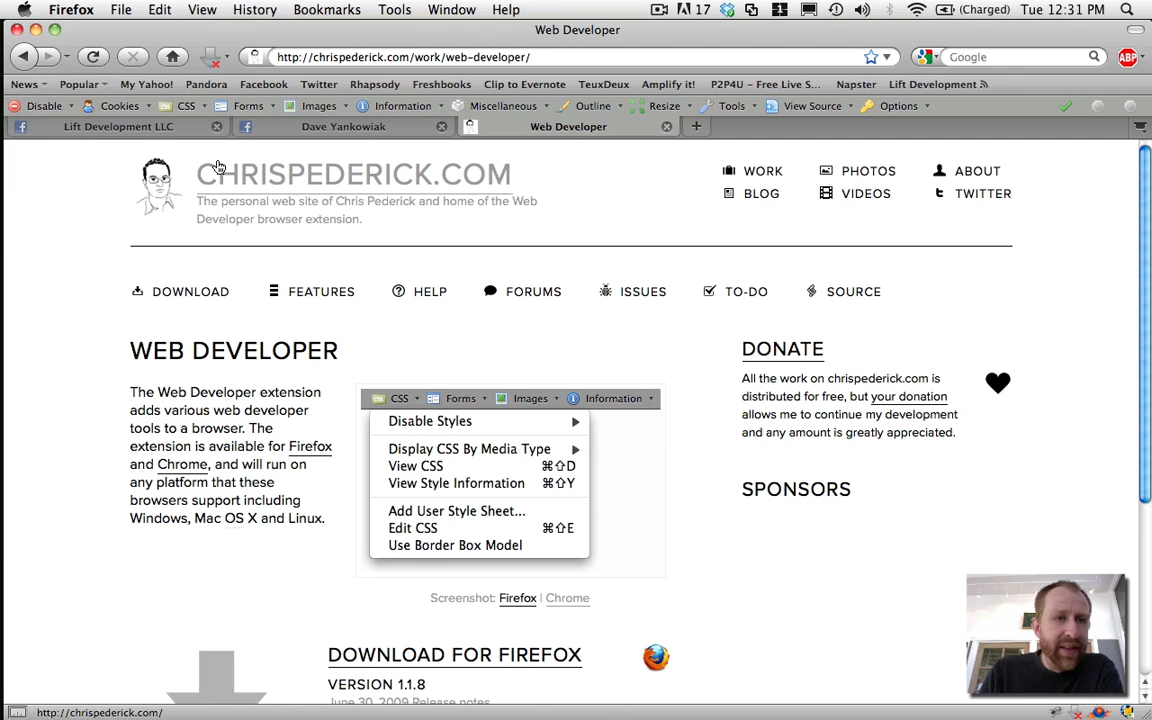 Firefox File Edit View History Bookmarks Tools Window Help 17 1 (Charged) Tue 12:31 PM
Web Developer
http://chrispederick.com/work/web-developer/ Google ABP
News Popular My Yahoo! Pandora Facebook Twitter Rhapsody Freshbooks Clip to Evernote TeuxDeux Amplify it! P2P4U - Free Live S... Napster Lift Development
Disable Cookies CSS Forms Images Information Miscellaneous Outline Resize Tools View Source Options
Lift Development LLC Dave Yankowiak Web Developer
CHRISPEDERICK.COM
The personal web site of Chris Pederick and home of the Web
Developer browser extension.
WORK PHOTOS ABOUT
BLOG VIDEOS TWITTER
DOWNLOAD FEATURES HELP FORUMS ISSUES TO-DO SOURCE
WEB DEVELOPER
The Web Developer extension
adds various web developer
tools to a browser. The
extension is available for Firefox
and Chrome, and will run on
any platform that these
browsers support including
Windows, Mac OS X and Linux.
CSS Forms Images Information
Disable Styles
Display CSS By Media Type
View CSS ⌘⇧D
View Style Information ⌘⇧Y
Add User Style Sheet...
Edit CSS ⌘⇧E
Use Border Box Model
Screenshot: Firefox | Chrome
DONATE
All the work on chrispederick.com is
distributed for free, but your donation
allows me to continue my development
and any amount is greatly appreciated.
SPONSORS
DOWNLOAD FOR FIREFOX
VERSION 1.1.8
June 30, 2009 Release notes
http://chrispederick.com/